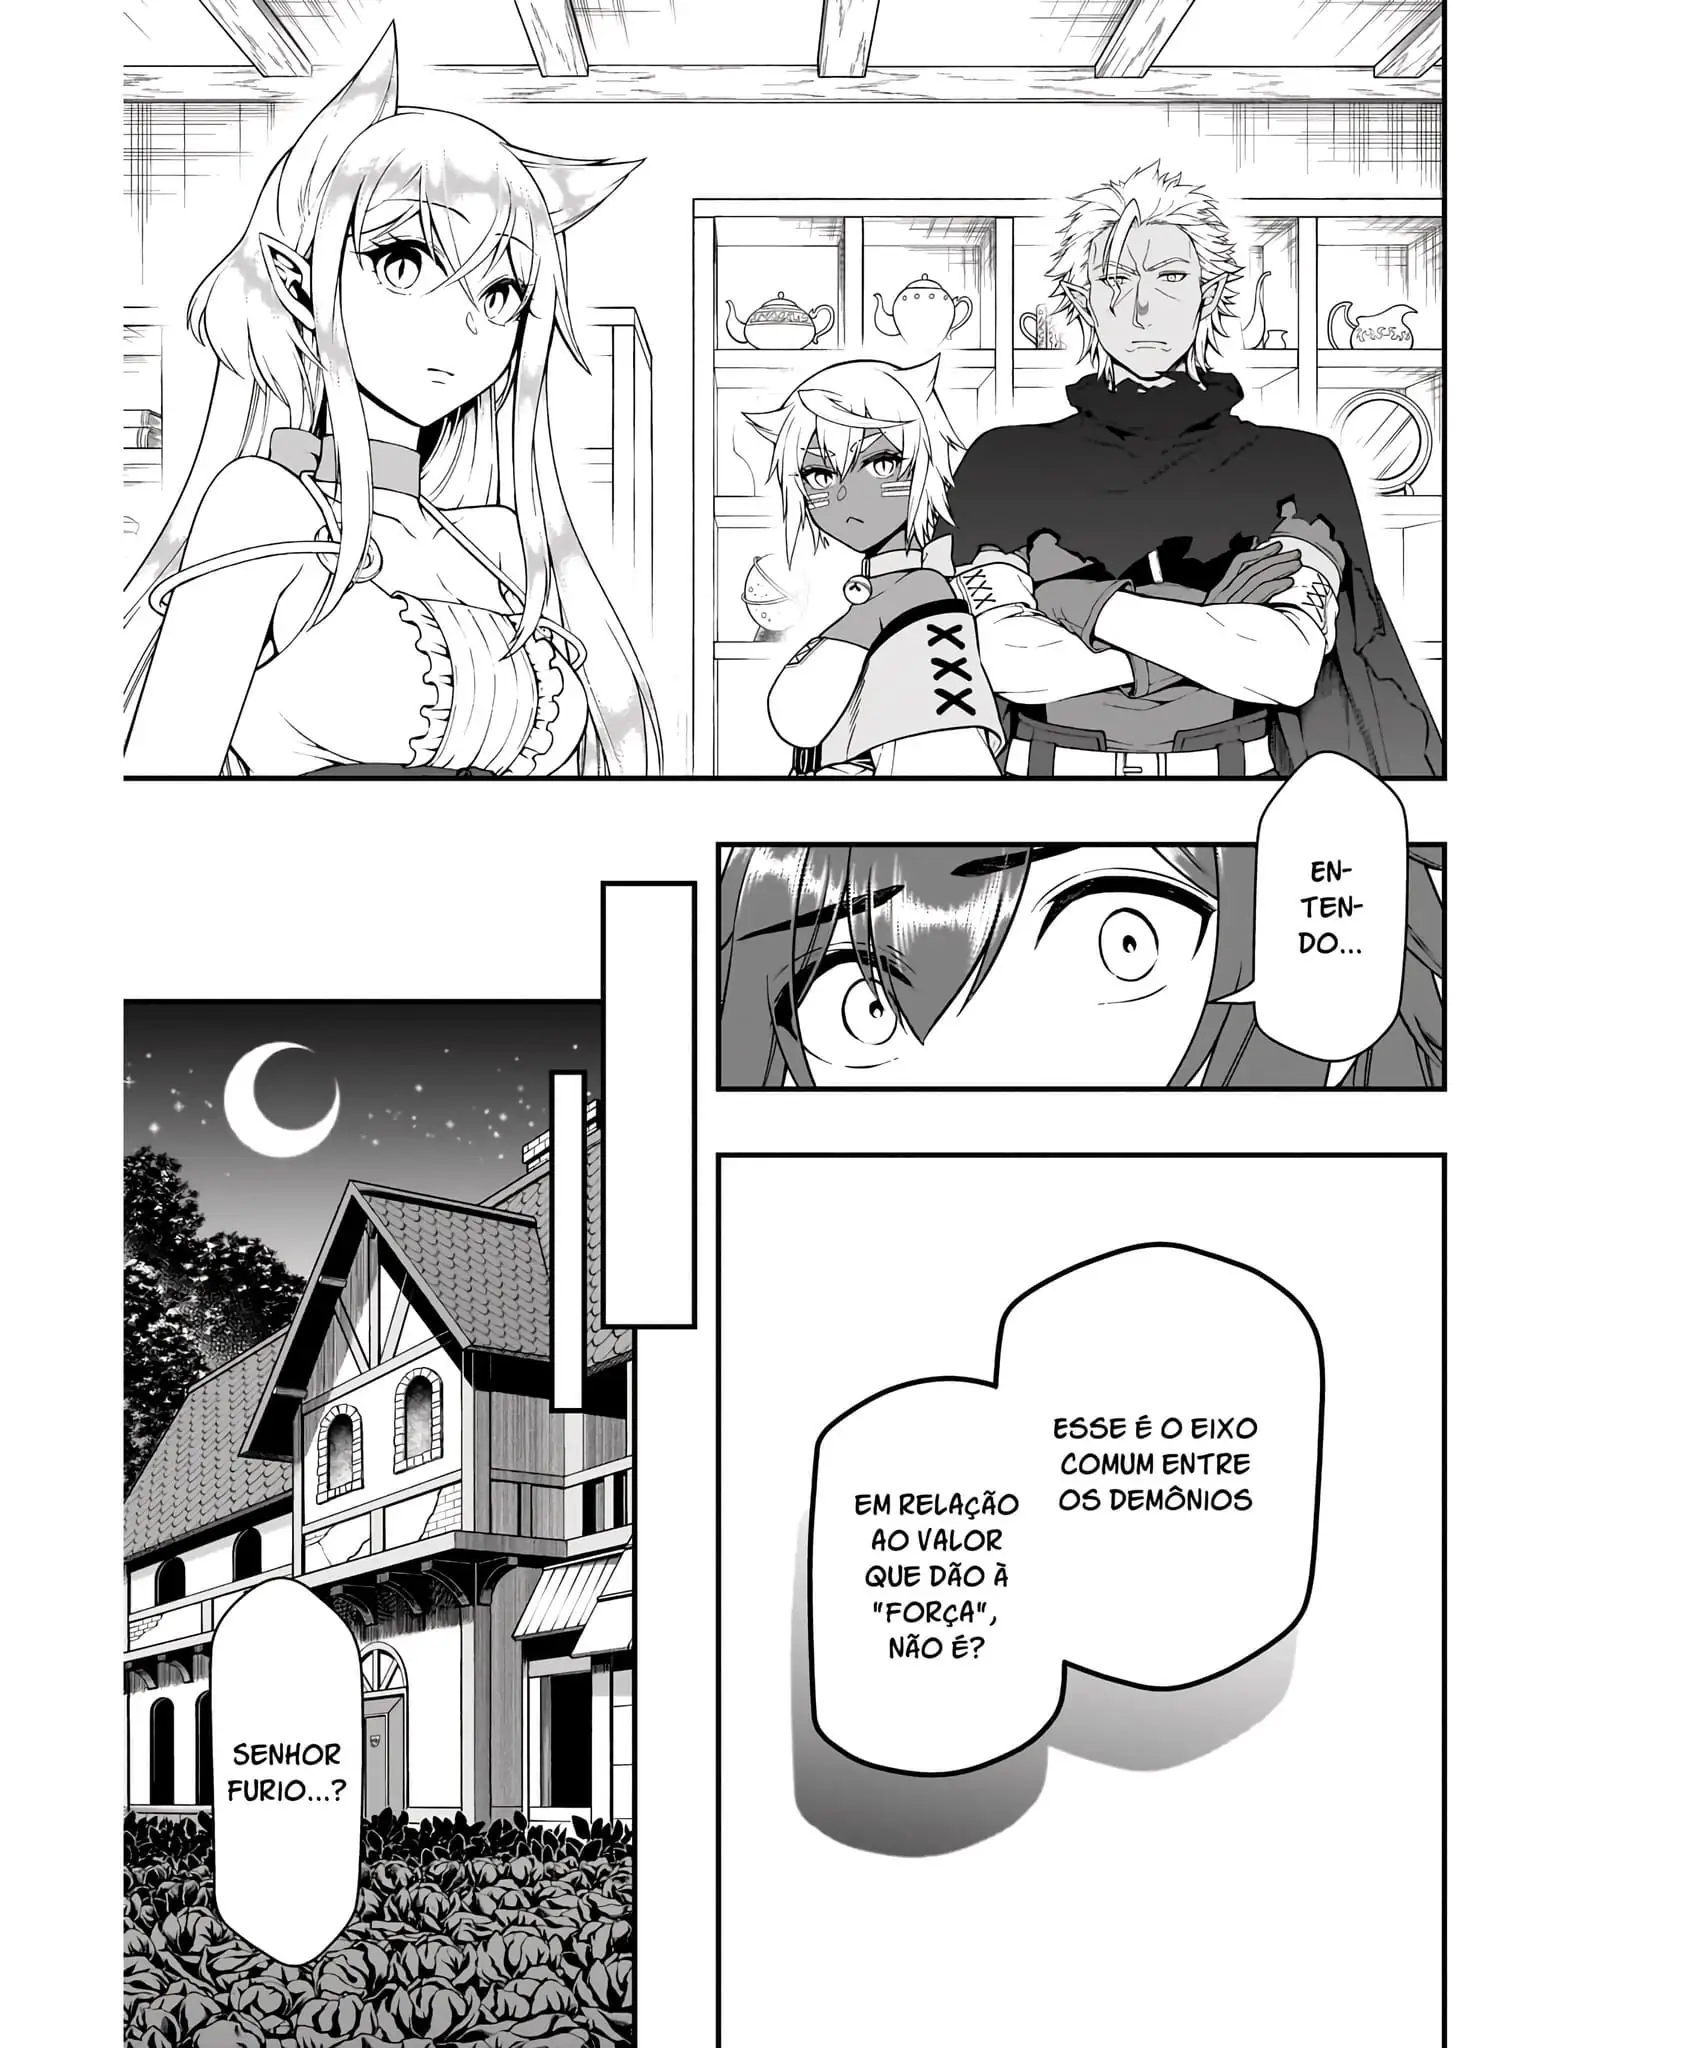 EN-
TEN-
DO...
ESSE É O EIXO
COMUM ENTRE
OS DEMÔNIOS
EM RELAÇÃO
AO VALOR
QUE DÃO À
"FORÇA",
NÃO É?
SENHOR
FURIO...?